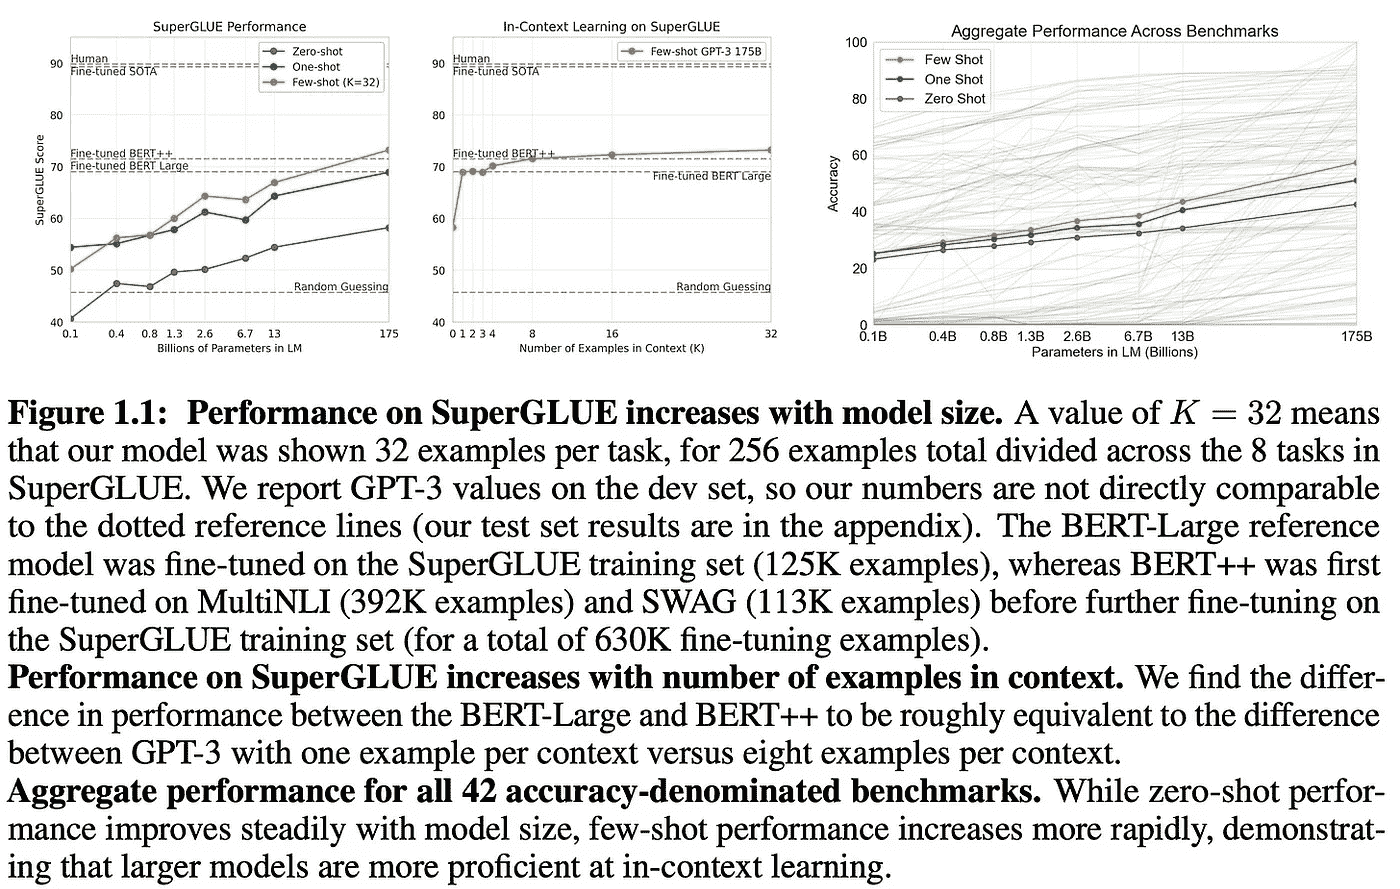 SuperGLUE Performance
Human
Fine-tuned SOTA
Zero-shot
One-shot
Few-shot (K=32)
Fine-tuned BERT++
Fine-tuned BERT Large
Random Guessing
SuperGLUE Score
90
80
70
60
50
40
0.1 0.4 0.8 1.3 2.6 6.7 13 175
Billions of Parameters in LM
In-Context Learning on SuperGLUE
Human
Fine-tuned SOTA
Few-shot GPT-3 175B
Fine-tuned BERT++
Fine-tuned BERT Large
Random Guessing
90
80
70
60
50
40
0 1 2 3 4 8 16 32
Number of Examples in Context (K)
Aggregate Performance Across Benchmarks
Few Shot
One Shot
Zero Shot
Accuracy
100
80
60
40
20
0
0.1B 0.4B 0.8B 1.3B 2.6B 6.7B 13B 175B
Parameters in LM (Billions)
Figure 1.1: Performance on SuperGLUE increases with model size. A value of K = 32 means
that our model was shown 32 examples per task, for 256 examples total divided across the 8 tasks in
SuperGLUE. We report GPT-3 values on the dev set, so our numbers are not directly comparable
to the dotted reference lines (our test set results are in the appendix). The BERT-Large reference
model was fine-tuned on the SuperGLUE training set (125K examples), whereas BERT++ was first
fine-tuned on MultiNLI (392K examples) and SWAG (113K examples) before further fine-tuning on
the SuperGLUE training set (for a total of 630K fine-tuning examples).
Performance on SuperGLUE increases with number of examples in context. We find the differ-
ence in performance between the BERT-Large and BERT++ to be roughly equivalent to the difference
between GPT-3 with one example per context versus eight examples per context.
Aggregate performance for all 42 accuracy-denominated benchmarks. While zero-shot perfor-
mance improves steadily with model size, few-shot performance increases more rapidly, demonstrat-
ing that larger models are more proficient at in-context learning.